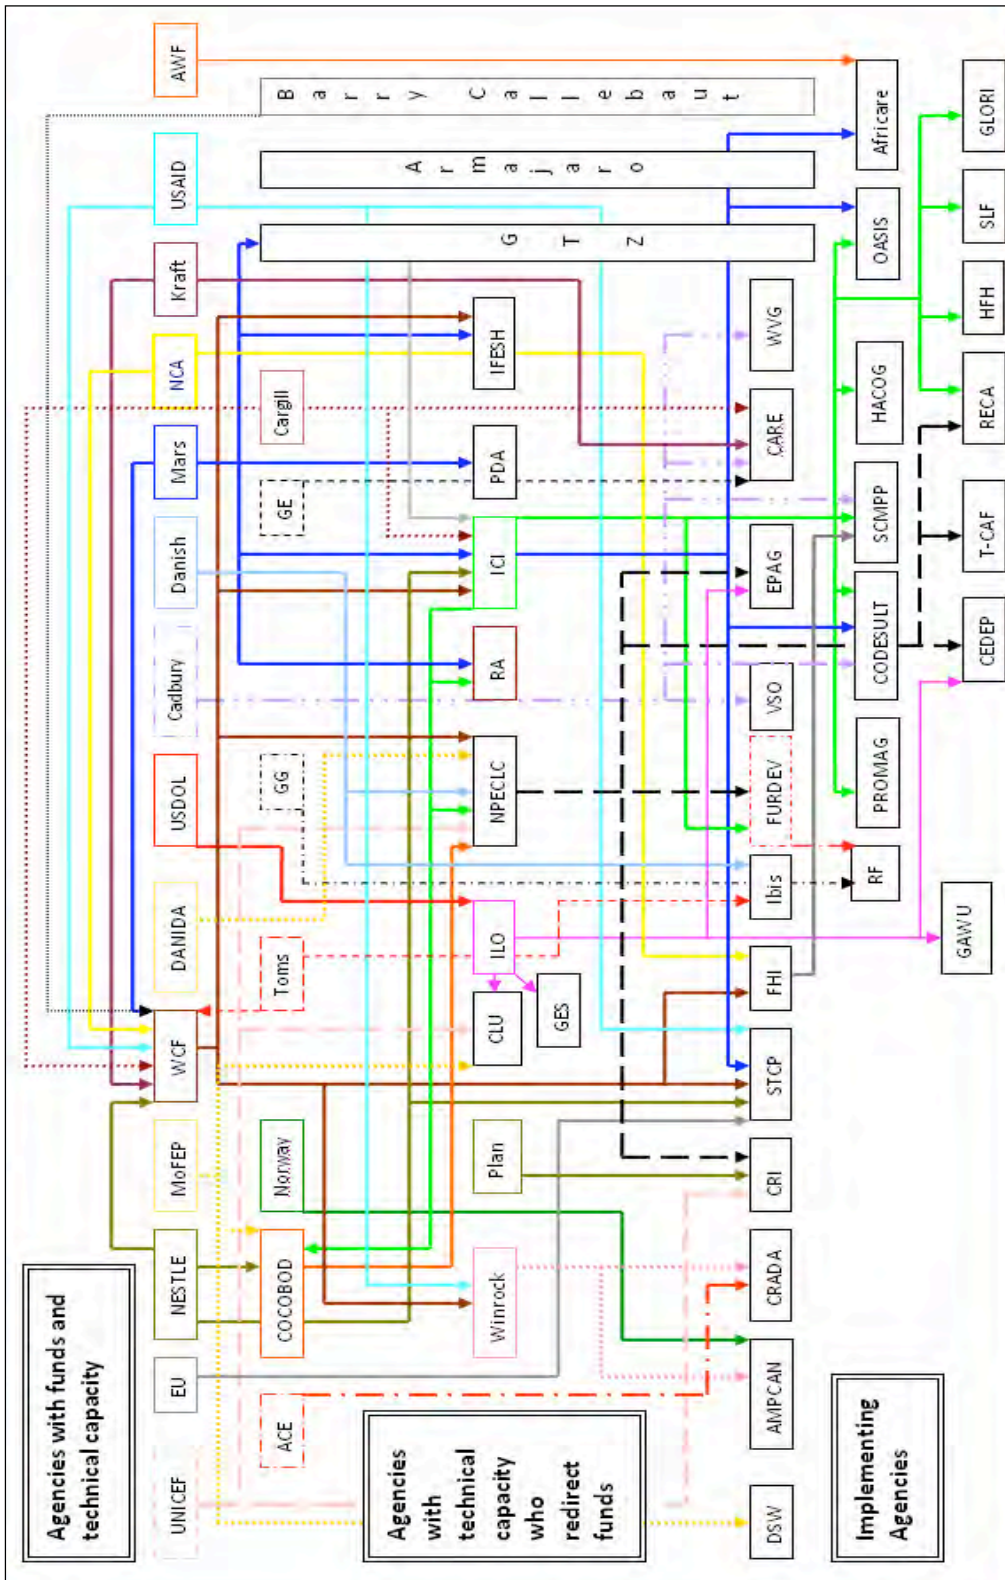 Agencies with funds and
technical capacity
UNICEF
EU
NESTLE
MoFEP
WCF
DANIDA
USDOL
Cadbury
Danish
Mars
NCA
Kraft
USAID
AWF
ACE
COCOBOD
Norway
Toms
GG
GE
Cargill
GTZ
Armajaro
Barry Callebaut
Agencies
with
technical
capacity
who
redirect
funds
Winrock
Plan
CLU
GES
ILO
NPECLC
RA
ICI
PDA
IFESH
DSW
AMPCAN
CRADA
CRI
STCP
FHI
Ibis
FURDEV
VSO
EPAG
CARE
WVG
Implementing
Agencies
RF
PROMAG
CODESULT
SCMPP
HACOG
OASIS
Africare
GAWU
CEDEP
T-CAF
RECA
HFH
SLF
GLORI